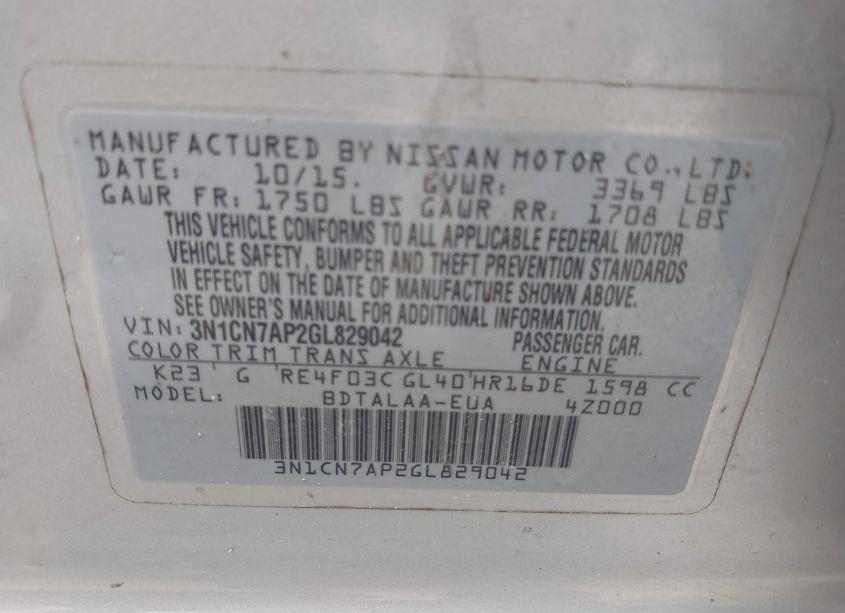 MANUFACTURED BY NISSAN MOTOR CO.,LTD:
DATE: 10/15. GVWR: 3369 LBS
GAWR FR: 1750 LBS GAWR RR: 1708 LBS
THIS VEHICLE CONFORMS TO ALL APPLICABLE FEDERAL MOTOR
VEHICLE SAFETY, BUMPER AND THEFT PREVENTION STANDARDS
IN EFFECT ON THE DATE OF MANUFACTURE SHOWN ABOVE.
SEE OWNER'S MANUAL FOR ADDITIONAL INFORMATION.
VIN: 3N1CN7AP2GL829042 PASSENGER CAR.
COLOR TRIM TRANS AXLE ENGINE
K23 G RE4F03C GL40 HR16DE 1598 CC
MODEL: BDTALAA-EUA 4Z000
3N1CN7AP2GL829042